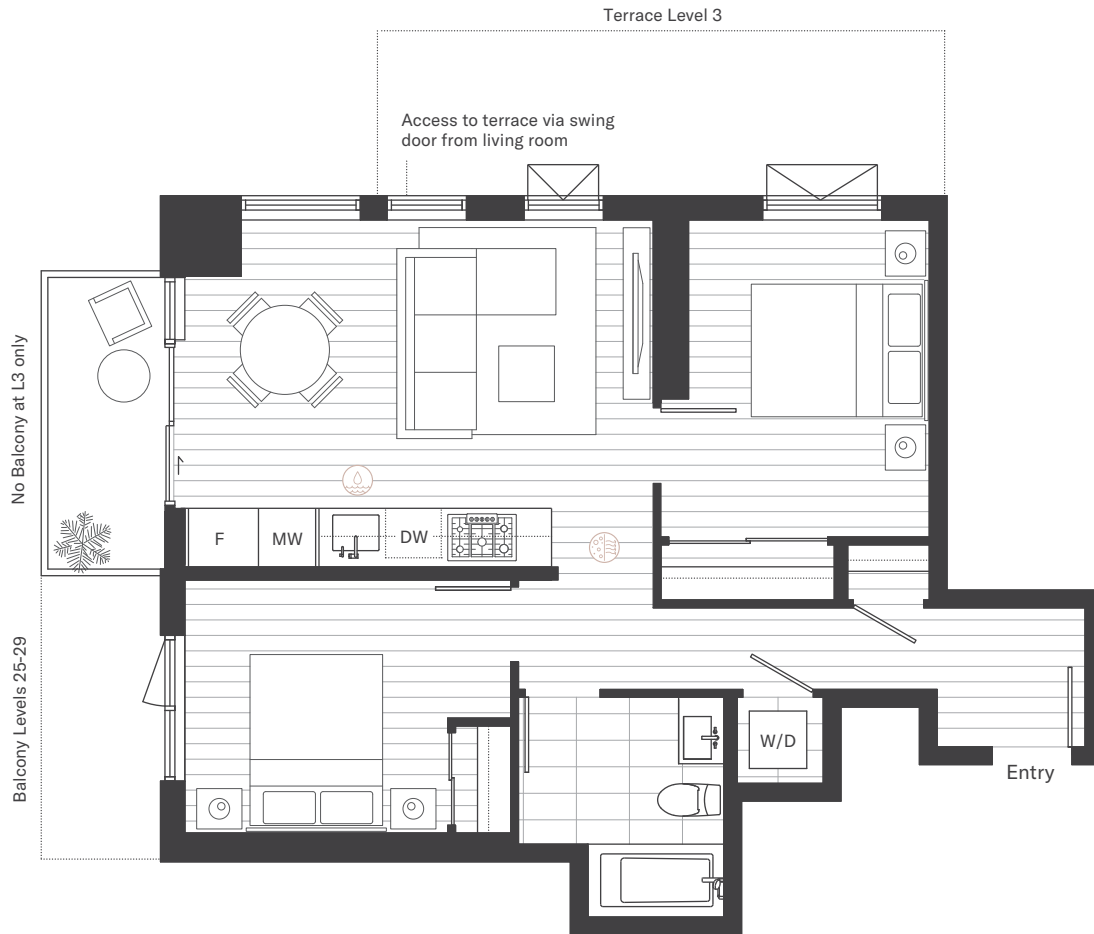 Terrace Level 3
Access to terrace via swing
door from living room
No Balcony at L3 only
F
MW
DW
Balcony Levels 25-29
W/D
Entry